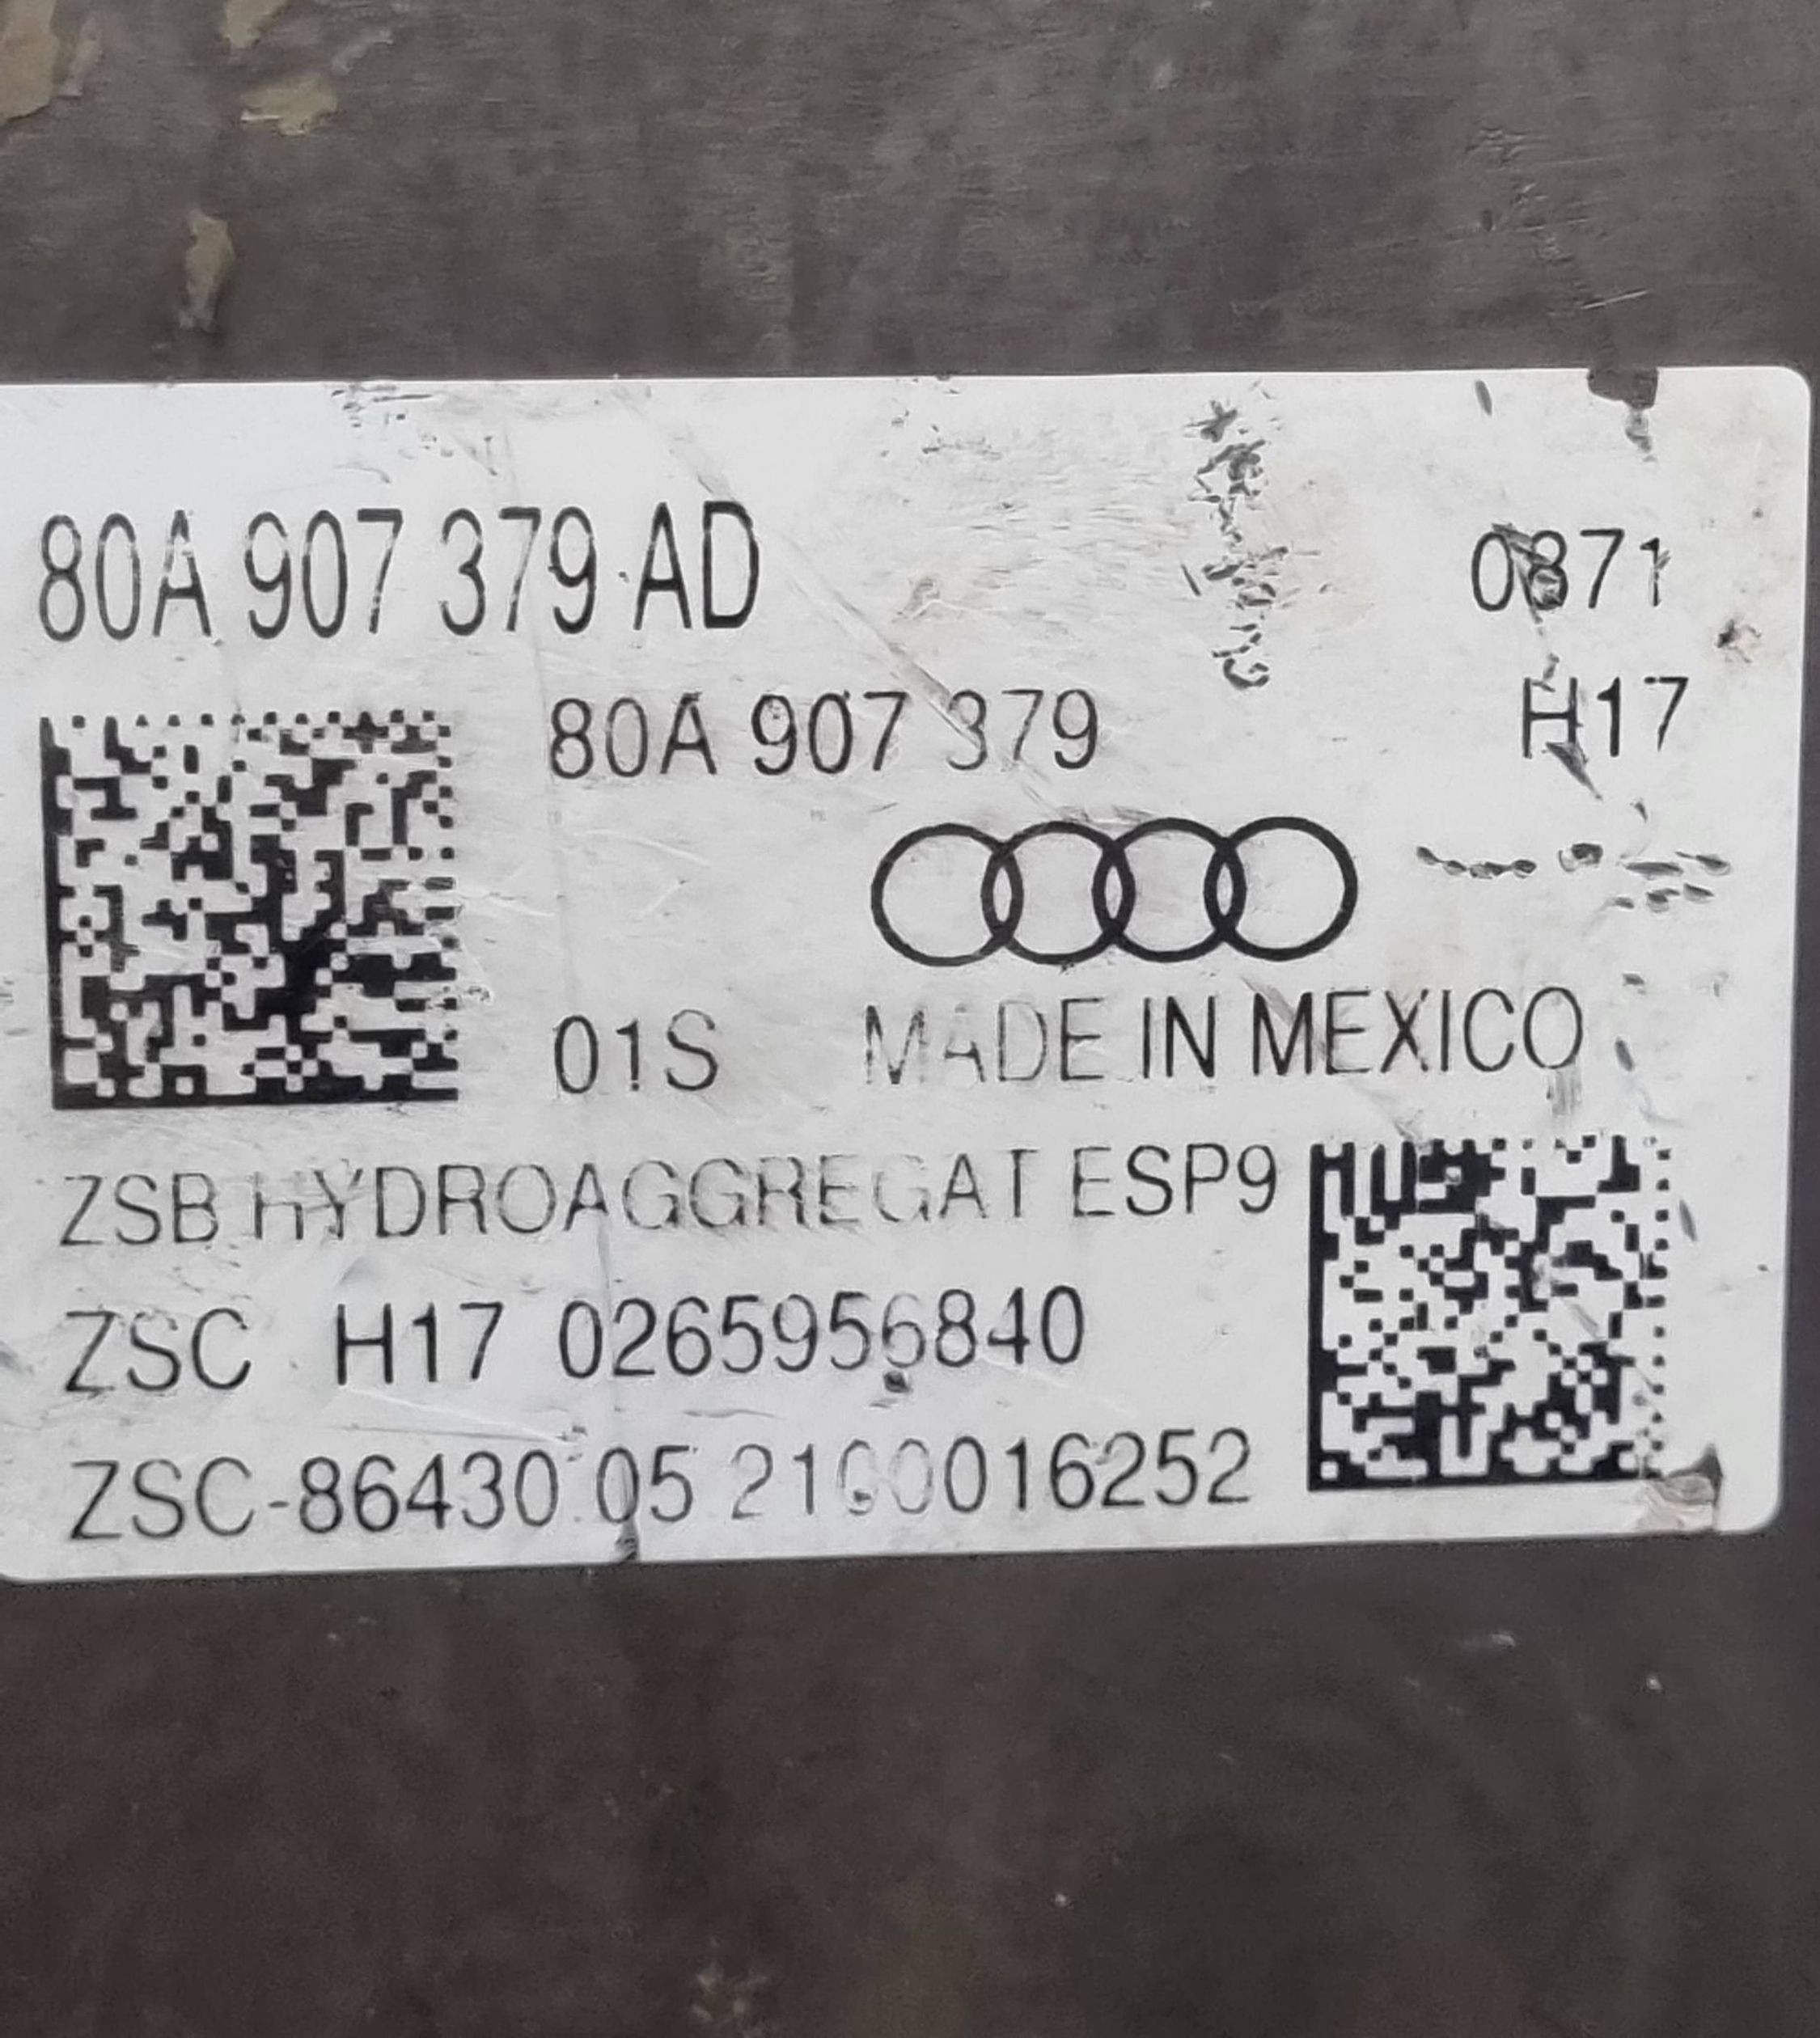 80A 907 379 AD 0871
80A 907 379 H17
01S MADE IN MEXICO
ZSB HYDROAGGREGAT ESP9
ZSC H17 0265956840
ZSC-86430 05 2100016252